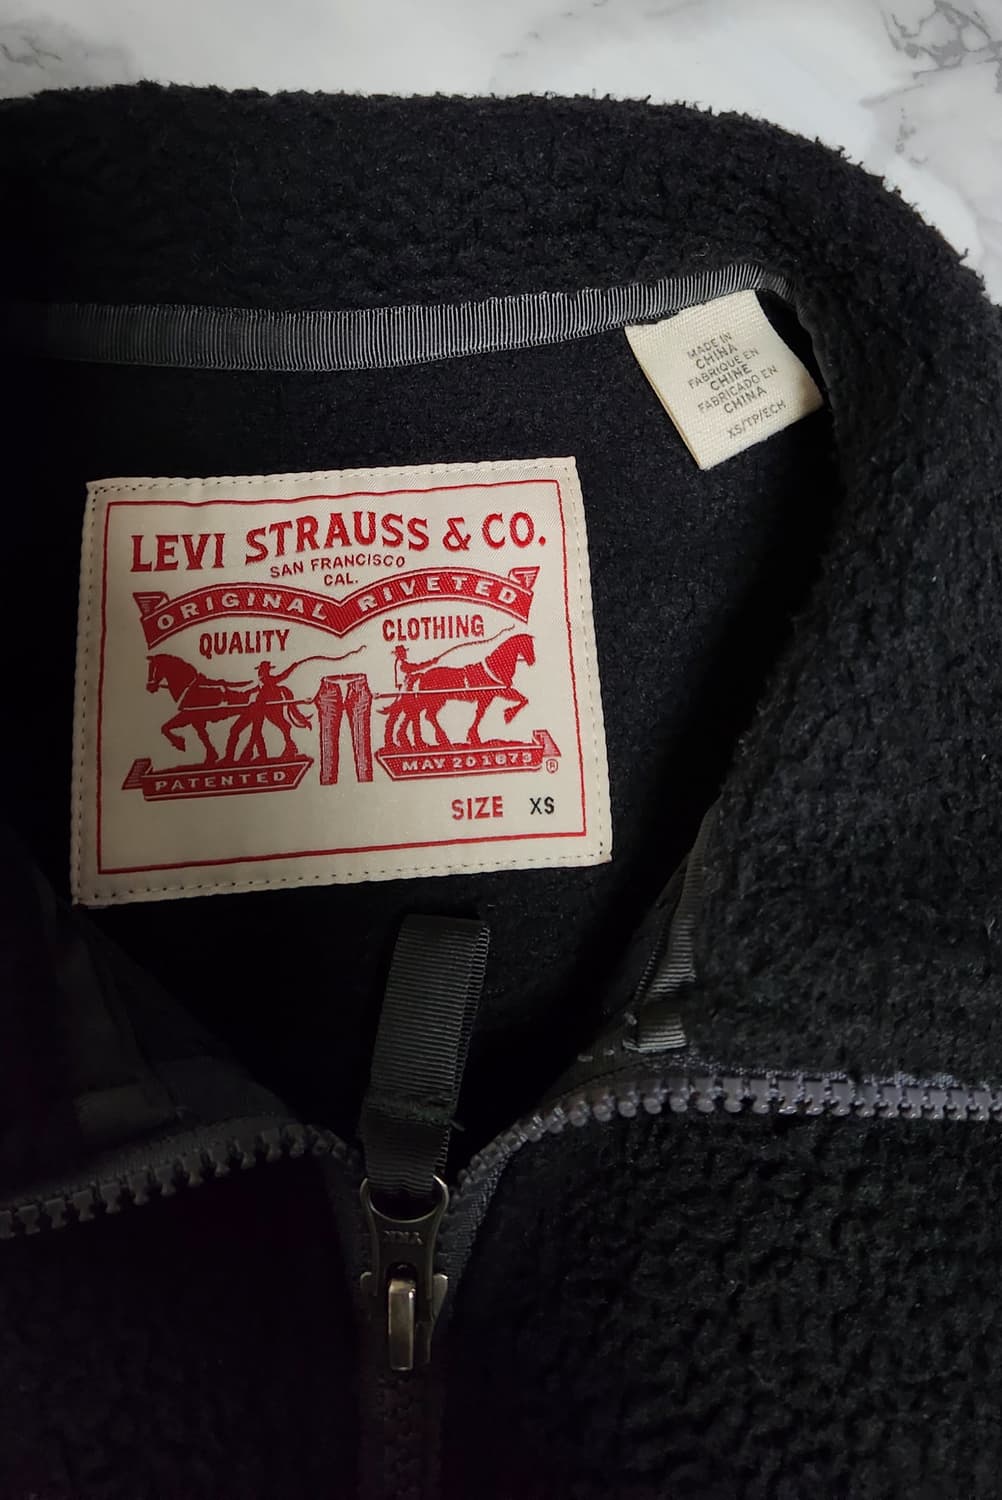 MADE IN
CHINA
FABRIQUE EN
CHINE
FABRICADO EN
CHINA
XS/TP/ECH
LEVI STRAUSS & CO.
SAN FRANCISCO
CAL.
ORIGINAL RIVETED
QUALITY CLOTHING
PATENTED MAY 20 1873 ®
SIZE XS
YKK